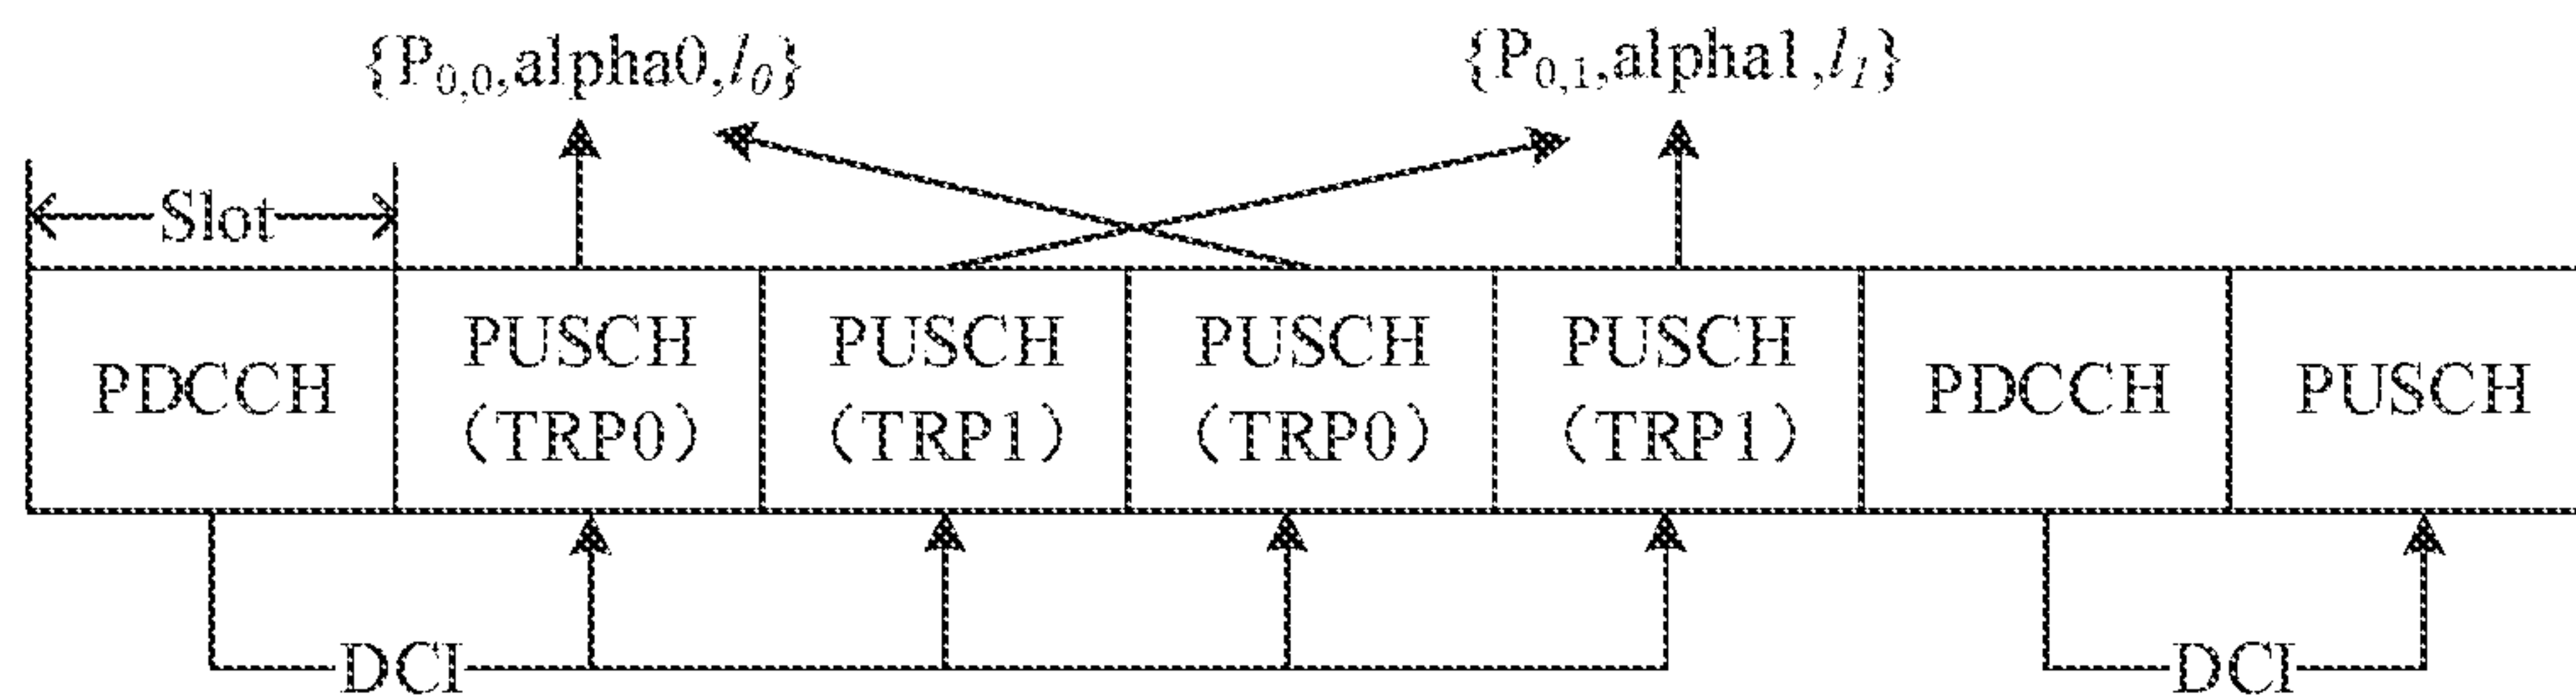 {P0,0,alpha0,l0}
{P0,1,alpha1,l1}
Slot
PDCCH
PUSCH
（TRP0）
PUSCH
（TRP1）
PUSCH
（TRP0）
PUSCH
（TRP1）
PDCCH
PUSCH
DCI
DCI